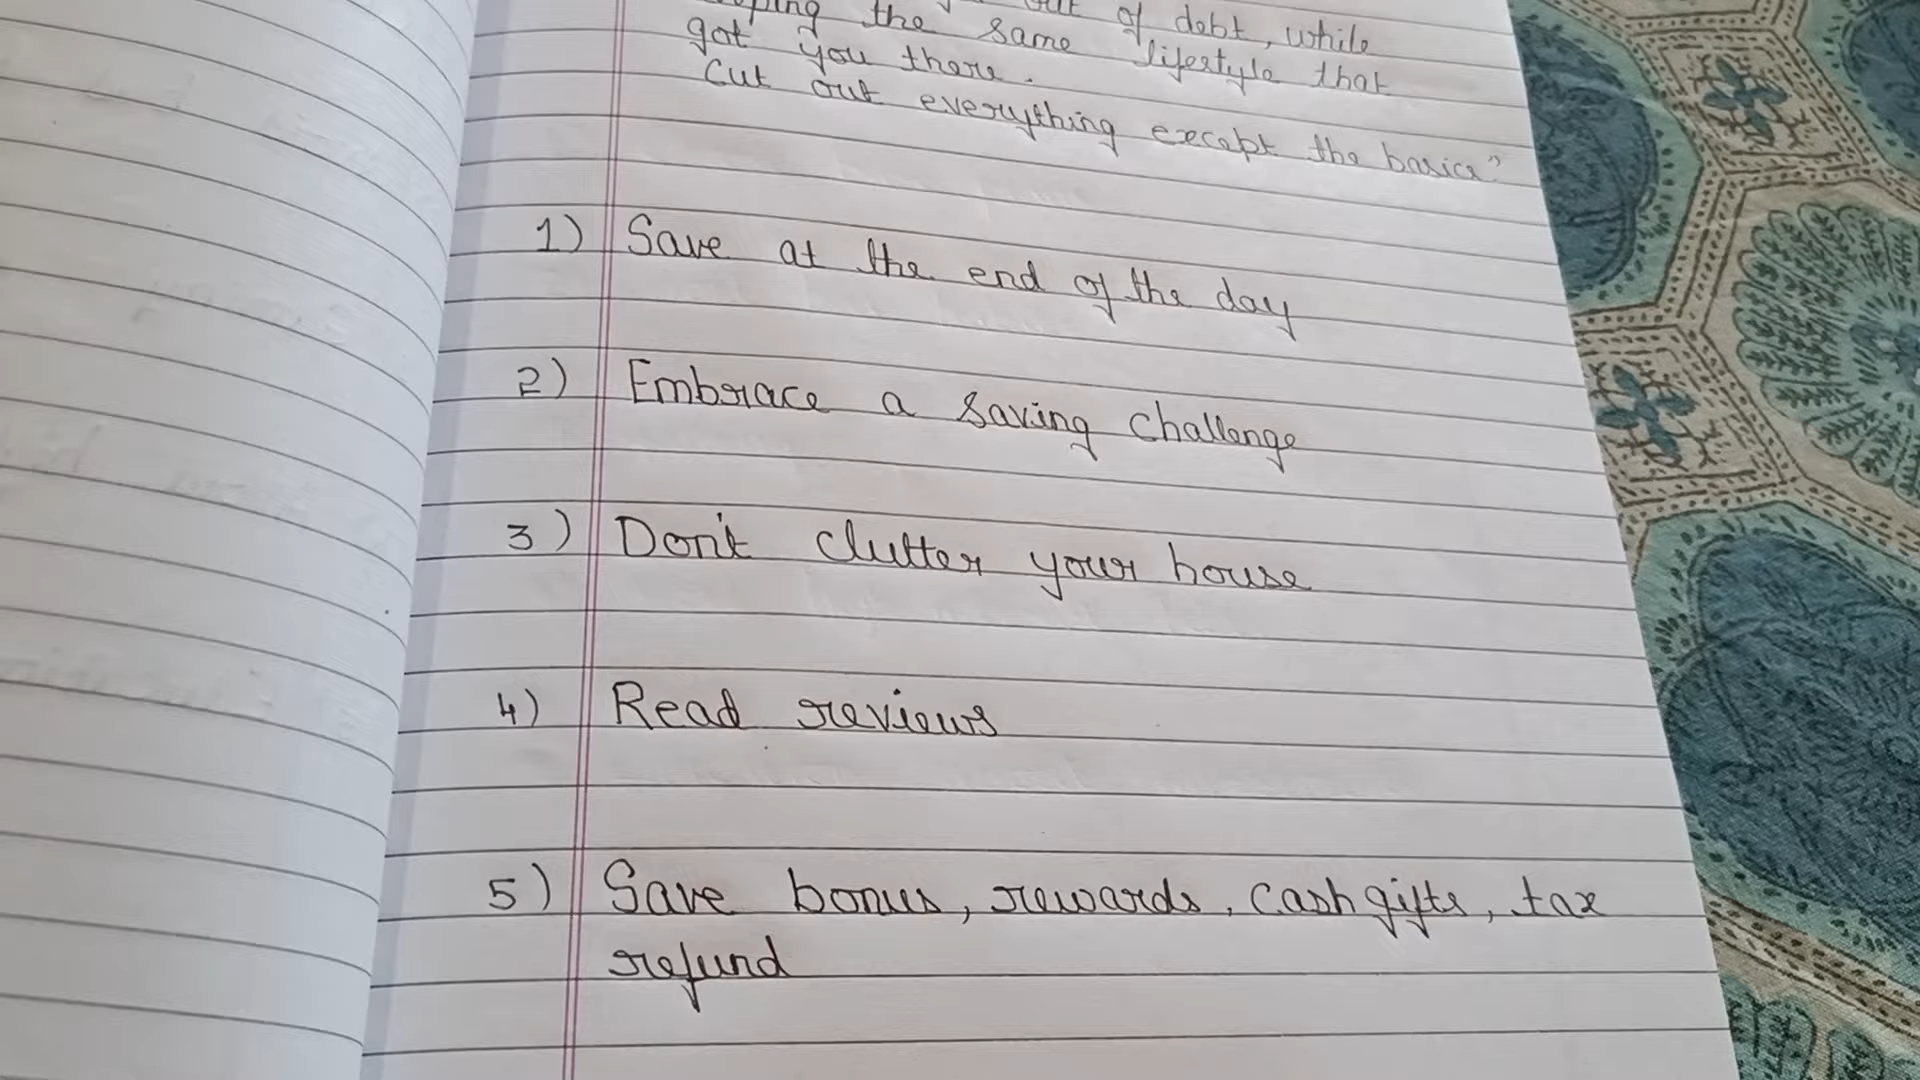 the same of debt, while
got you there. lifestyle that
Cut out everything except the basics"
1) Save at the end of the day
2) Embrace a saving challenge
3) Don't clutter your house
4) Read reviews
5) Save bonus, rewards, cash gifts, tax
refund